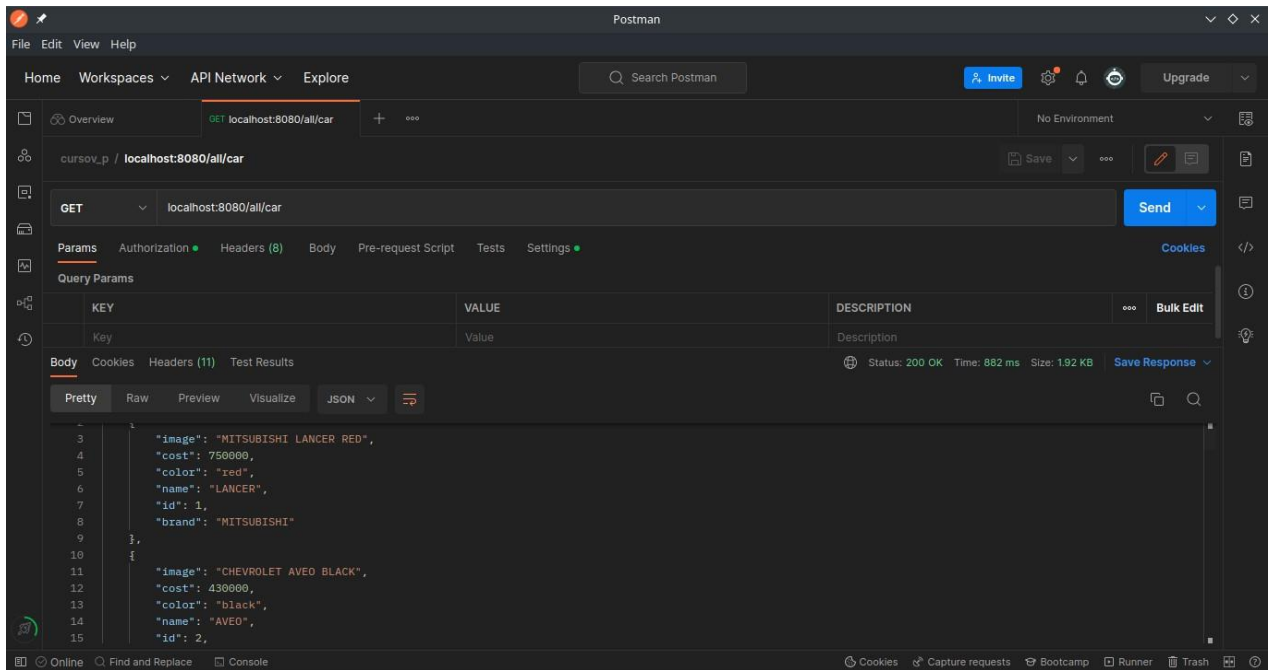 Postman
File Edit View Help
Home Workspaces API Network Explore Search Postman Invite Upgrade
Overview GET localhost:8080/all/car No Environment
cursov_p / localhost:8080/all/car Save
GET localhost:8080/all/car Send
Params Authorization Headers (8) Body Pre-request Script Tests Settings Cookies
Query Params
KEY VALUE DESCRIPTION Bulk Edit
Key Value Description
Body Cookies Headers (11) Test Results Status: 200 OK Time: 882 ms Size: 1.92 KB Save Response
Pretty Raw Preview Visualize JSON
2 {
3 "image": "MITSUBISHI LANCER RED",
4 "cost": 750000,
5 "color": "red",
6 "name": "LANCER",
7 "id": 1,
8 "brand": "MITSUBISHI"
9 },
10 {
11 "image": "CHEVROLET AVEO BLACK",
12 "cost": 430000,
13 "color": "black",
14 "name": "AVEO",
15 "id": 2,
Online Find and Replace Console Cookies Capture requests Bootcamp Runner Trash